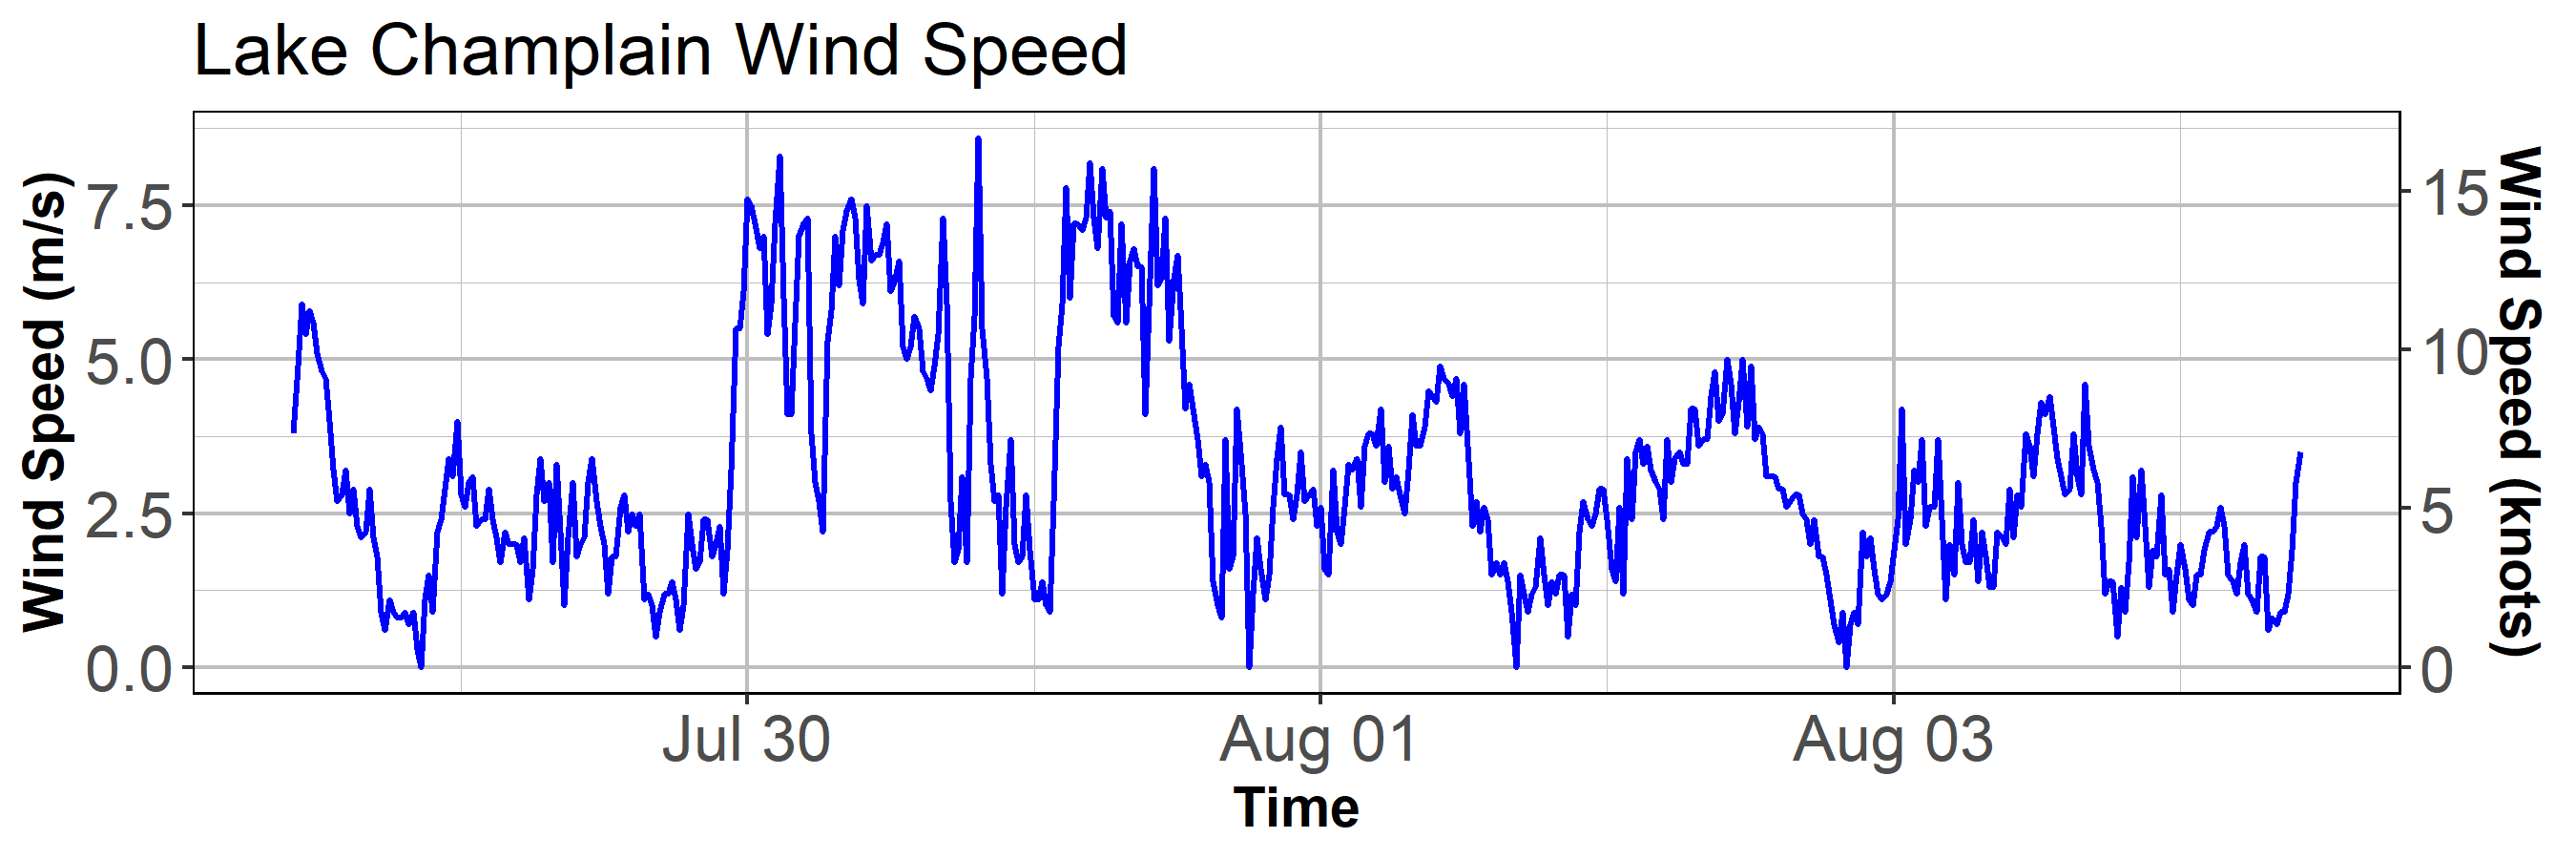 Lake Champlain Wind Speed
Wind Speed (m/s)
7.5
5.0
2.5
0.0
15
10
5
0
Wind Speed (knots)
Jul 30
Aug 01
Aug 03
Time